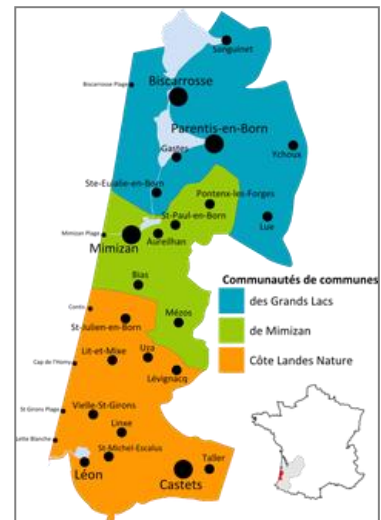 Sanguinet
Biscarrosse Plage
Biscarrosse
Parentis-en-Born
Gastes
Ychoux
Ste-Eulalie-en-Born
Pontenx-les-Forges
St-Paul-en-Born
Lue
Mimizan Plage
Aureilhan
Mimizan
Bias
Communautés de communes
des Grands Lacs
Contis
St-Julien-en-Born
Mézos
de Mimizan
Uza
Lit-et-Mixe
Cap de l'Homy
Lévignacq
Côte Landes Nature
Vielle-St-Girons
St Girons Plage
Linxe
Lette Blanche
St-Michel-Escalus
Taller
Léon
Castets